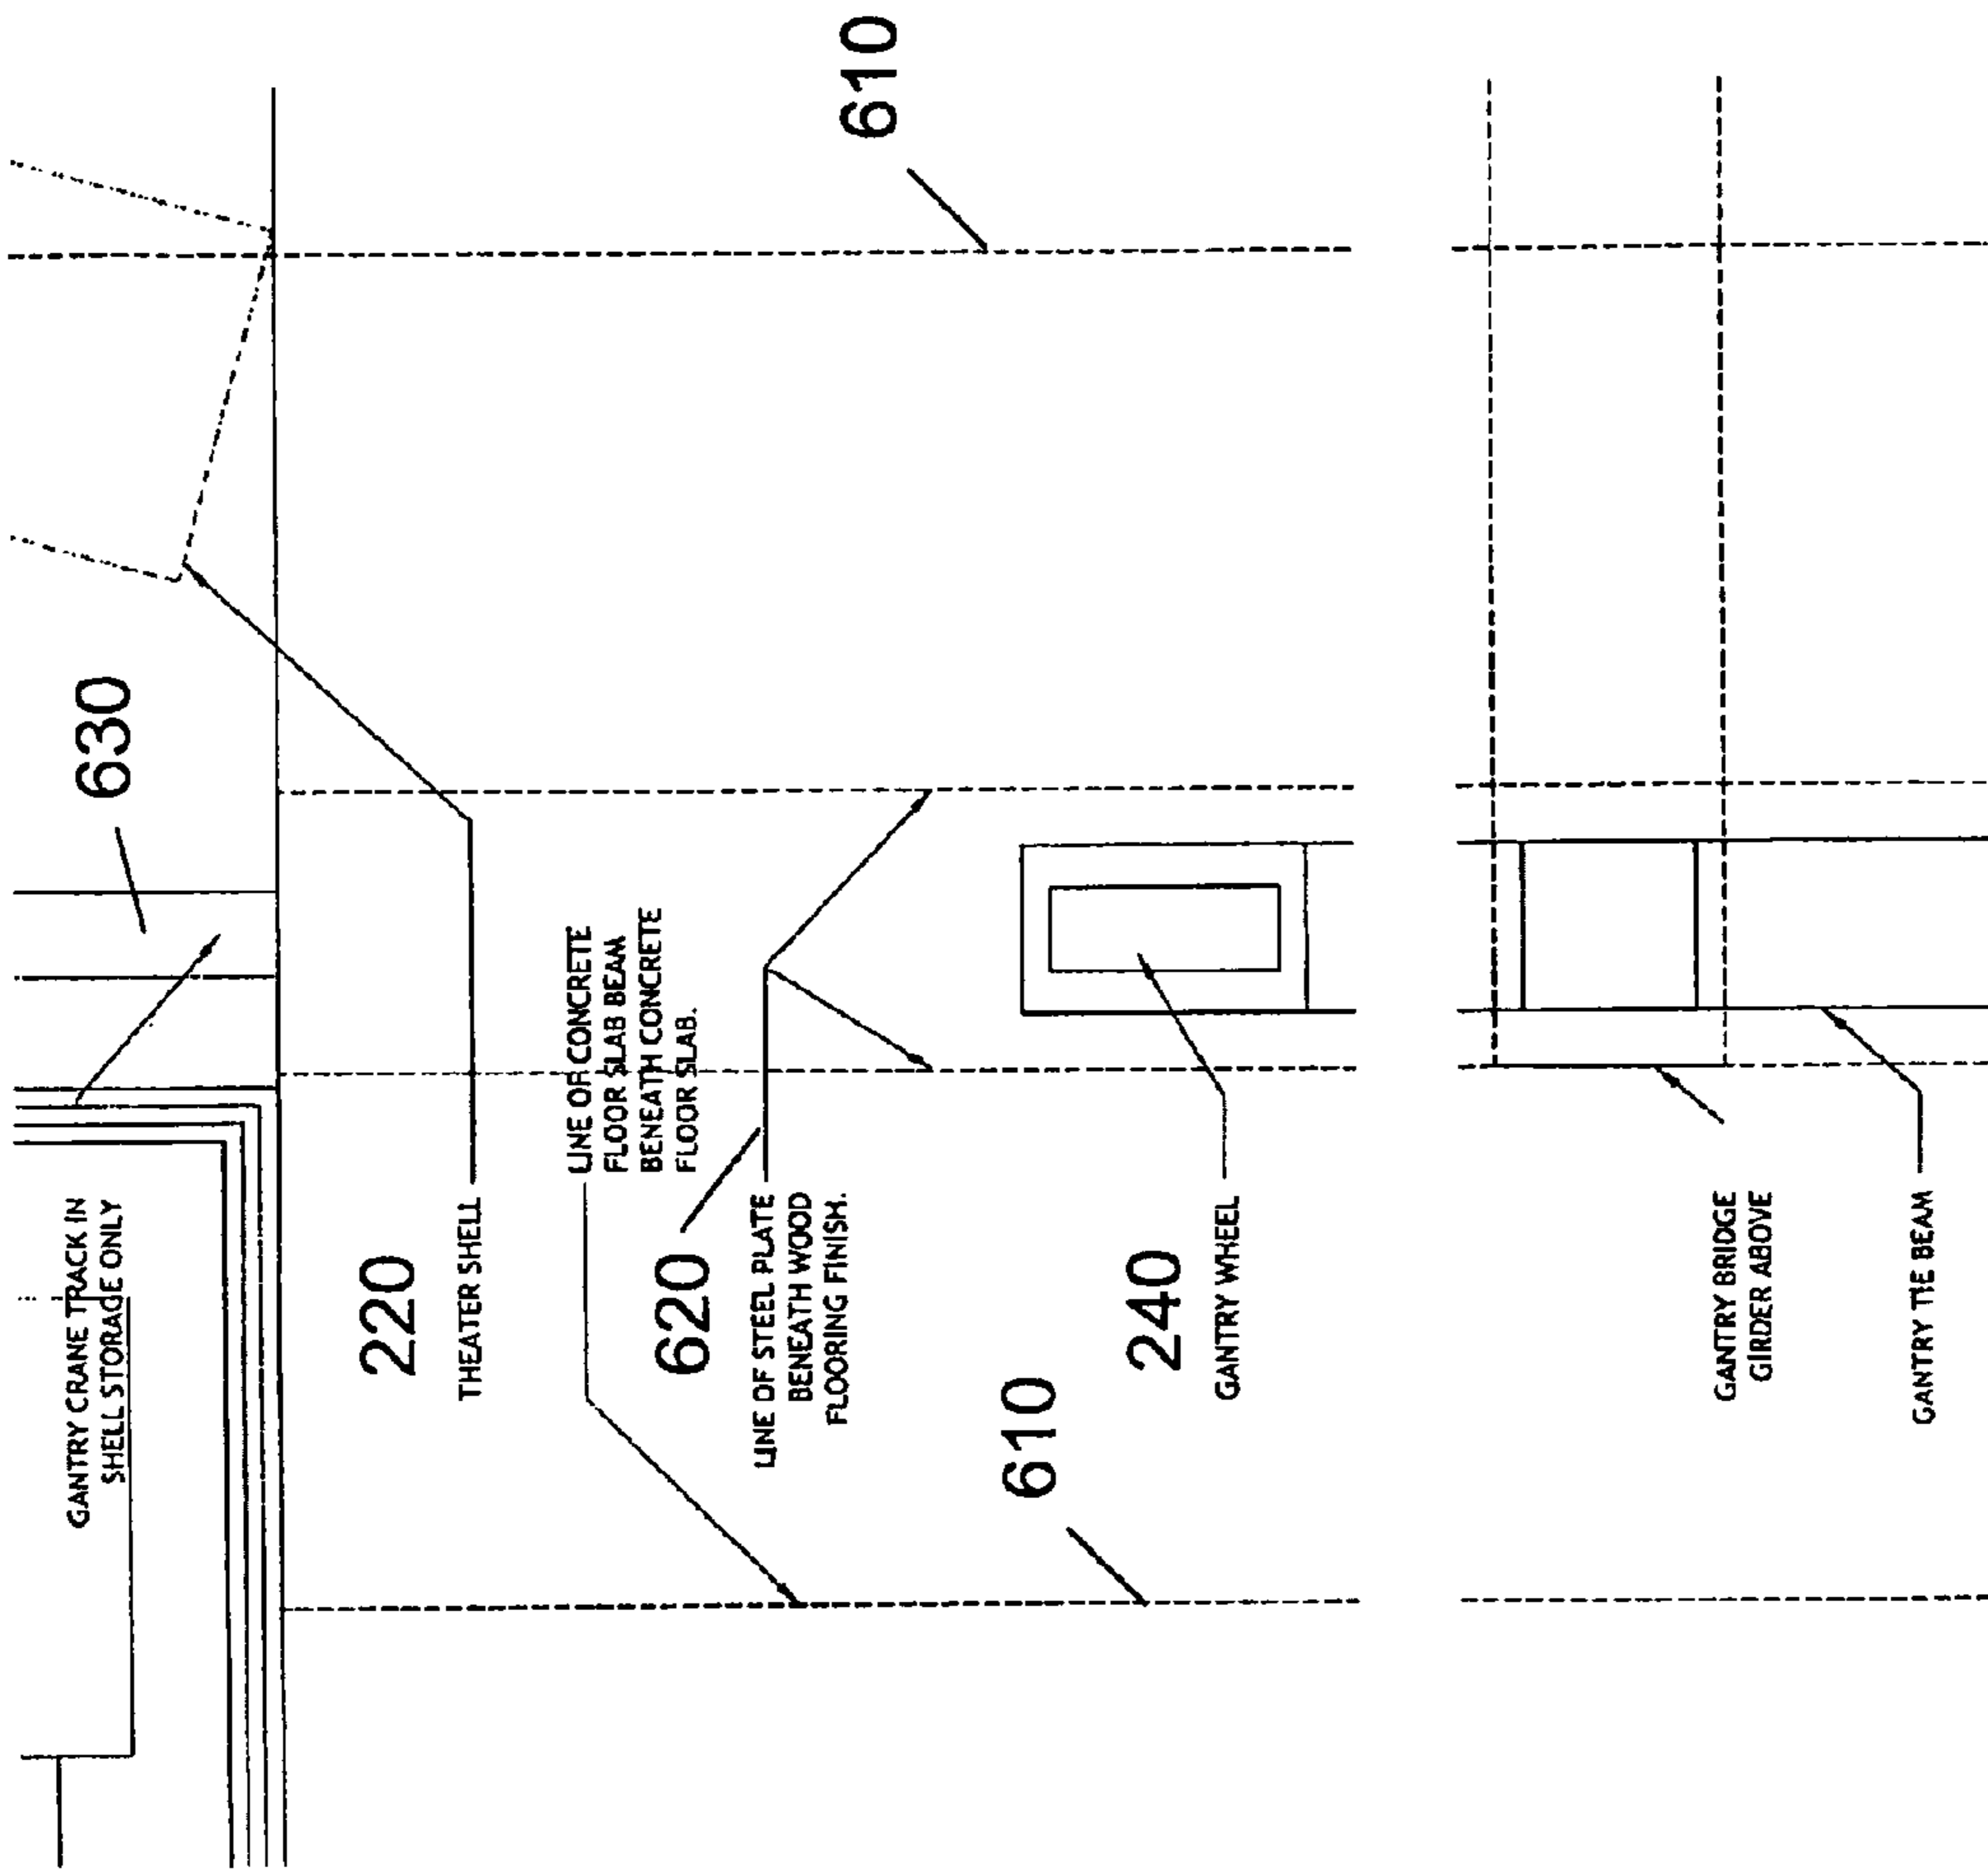 GANTRY CRANE TRACK IN
SHELL STORAGE ONLY
630
220
THEATER SHELL
LINE OF CONCRETE
FLOOR SLAB BEAM
BENEATH CONCRETE
FLOOR SLAB.
620
LINE OF STEEL PLATE
BENEATH WOOD
FLOORING FINISH.
610
610
240
GANTRY WHEEL
GANTRY BRIDGE
GIRDER ABOVE
GANTRY TIE BEAM